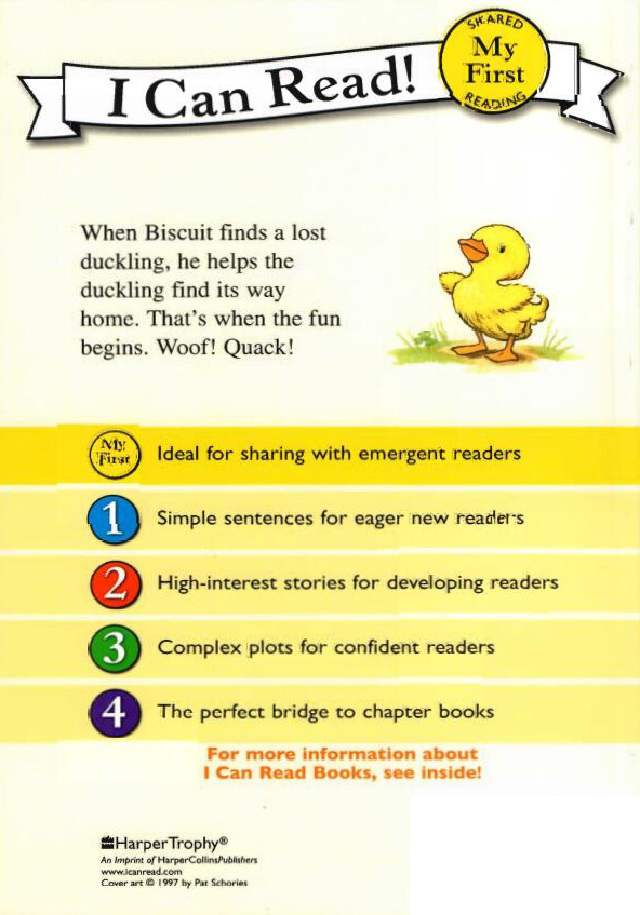 I Can Read!
SHARED
My
First
READING
When Biscuit finds a lost
duckling, he helps the
duckling find its way
home. That's when the fun
begins. Woof! Quack!
My
First
Ideal for sharing with emergent readers
1 Simple sentences for eager new readers
2 High-interest stories for developing readers
3 Complex plots for confident readers
4 The perfect bridge to chapter books
For more information about
I Can Read Books, see inside!
HarperTrophy®
An Imprint of HarperCollinsPublishers
www.icanread.com
Cover art © 1997 by Pat Schories